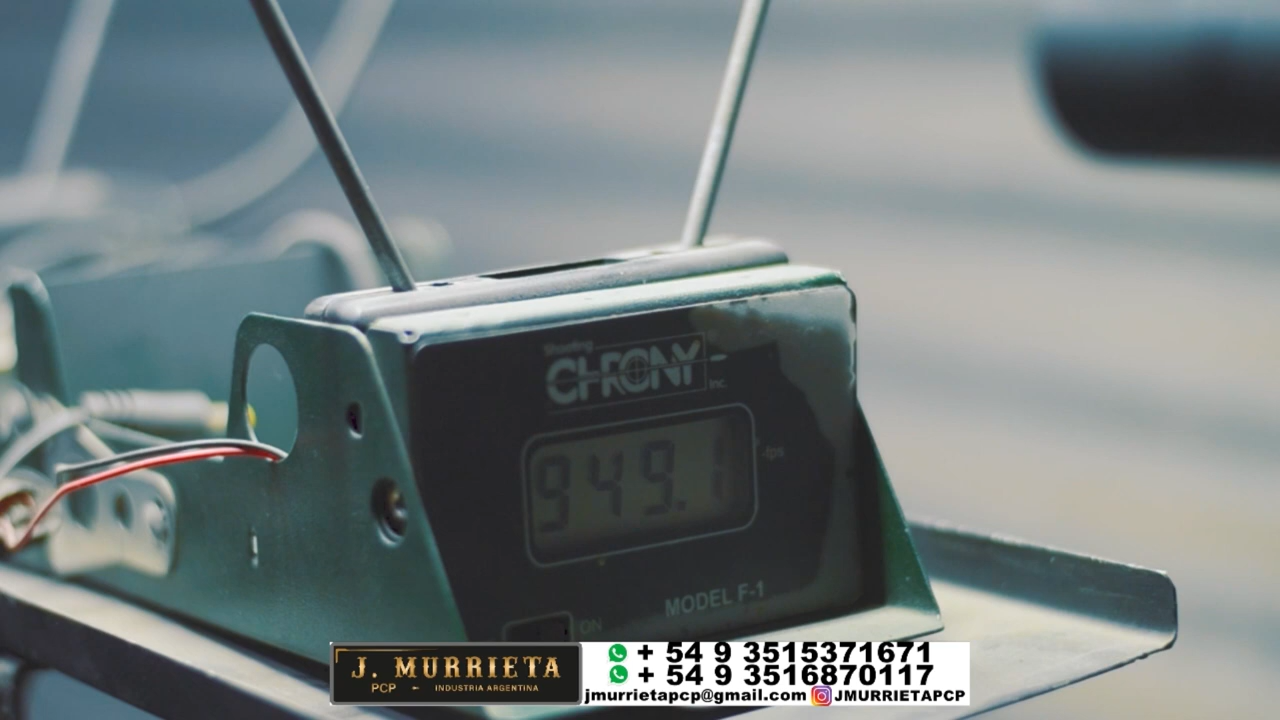 Shooting
CHRONY
Inc.
949.1
-fps
MODEL F-1
ON
J. MURRIETA
PCP - INDUSTRIA ARGENTINA
+ 54 9 3515371671
+ 54 9 3516870117
jmurrietapcp@gmail.com JMURRIETAPCP